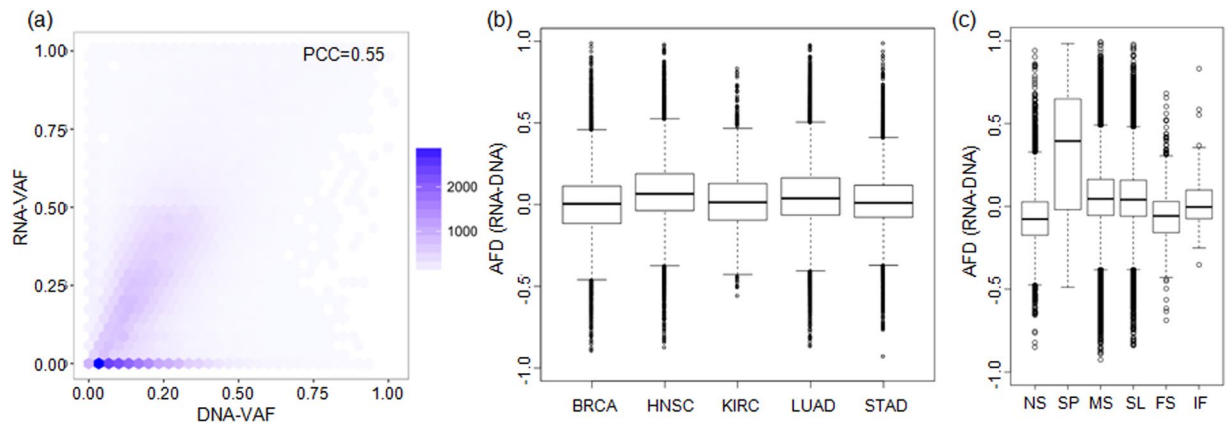 (a)
PCC=0.55
RNA-VAF
1.00
0.75
0.50
0.25
0.00
0.00
0.20
0.50
0.75
1.00
DNA-VAF
2000
1000
(b)
AFD (RNA-DNA)
1.0
0.5
0.0
-0.5
-1.0
BRCA
HNSC
KIRC
LUAD
STAD
(c)
AFD (RNA-DNA)
1.0
0.5
0.0
-0.5
-1.0
NS
SP
MS
SL
FS
IF